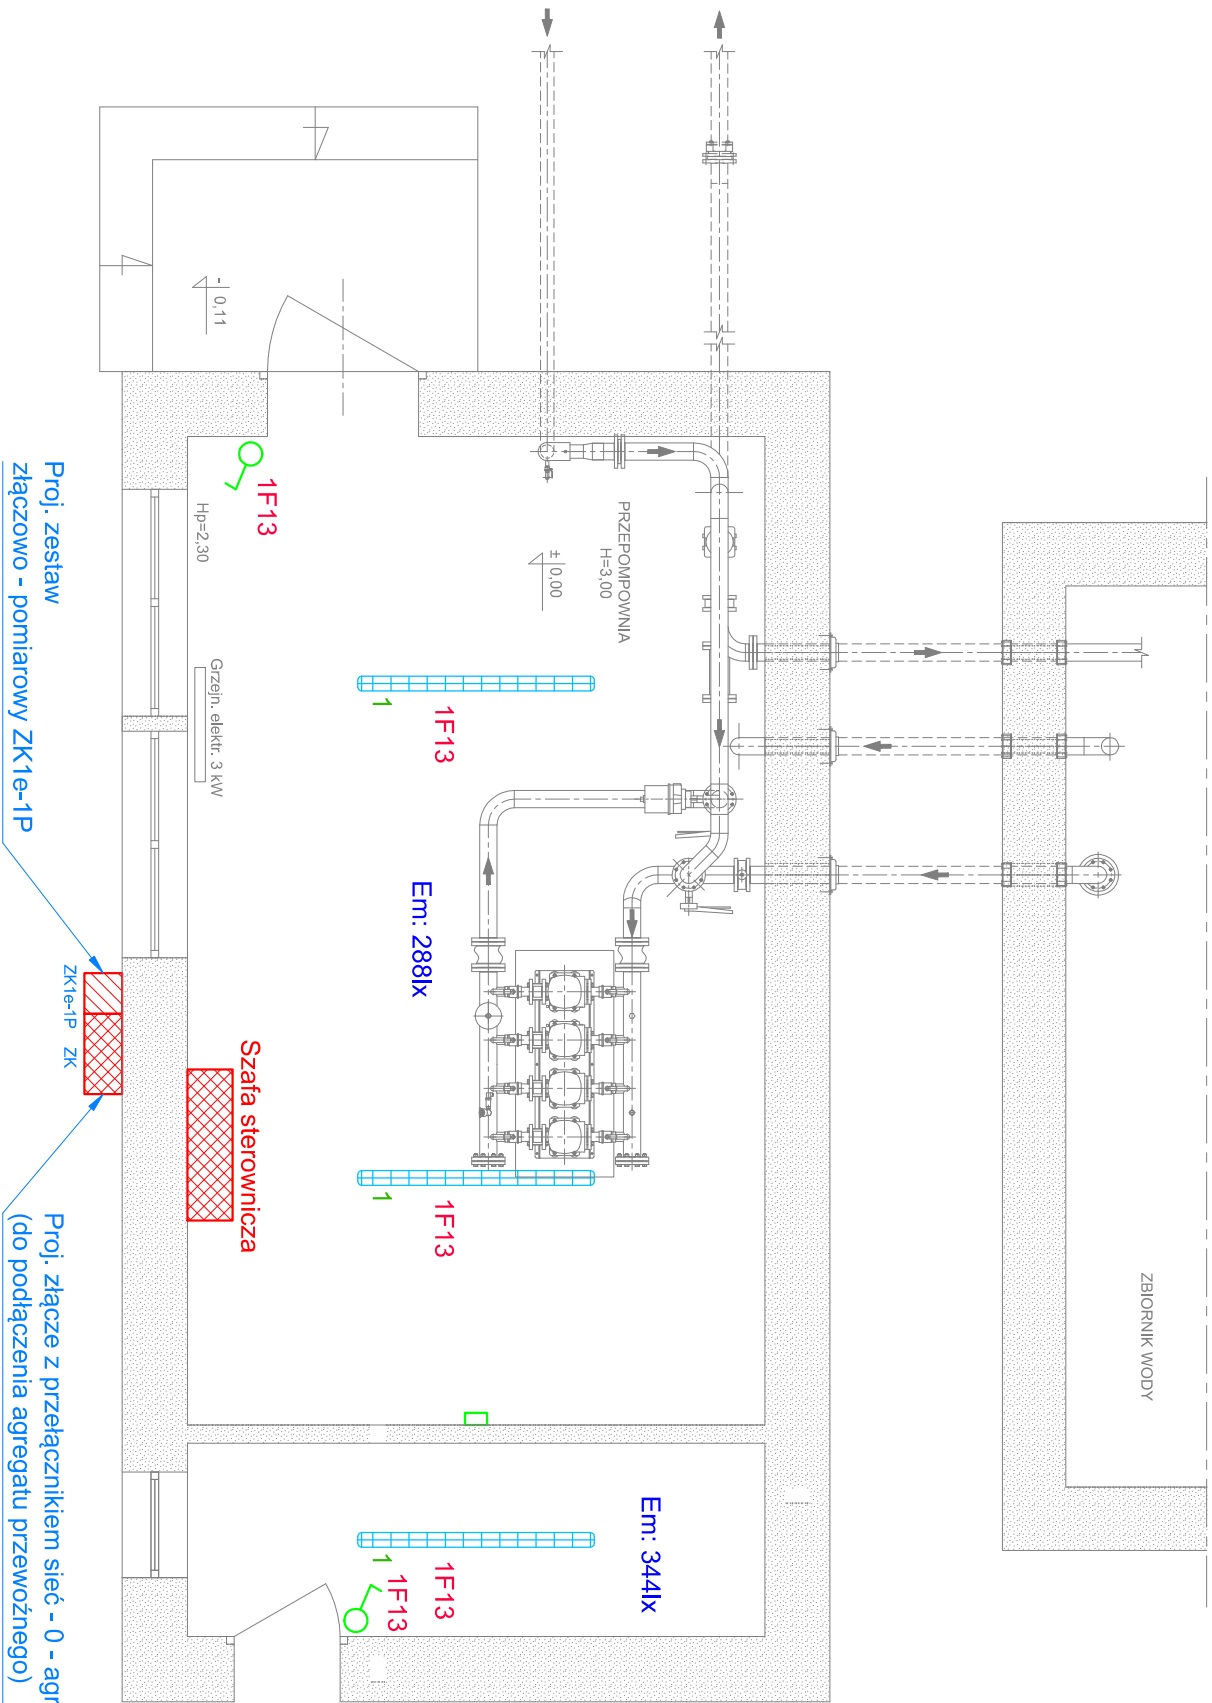 ZBIORNIK WODY
PRZEPOMPOWNIA
H=3,00
± 0,00
Em: 344lx
1F13
1
1F13
1F13
1
Em: 288lx
1F13
1
1F13
- 0,11
Hp=2,30
Grzejn. elektr. 3 kW
Szafa sterownicza
ZK1e-1P
ZK
Proj. zestaw
złączowo - pomiarowy ZK1e-1P
Proj. złącze z przełącznikiem sieć - 0 - agr
(do podłączenia agregatu przewoźnego)